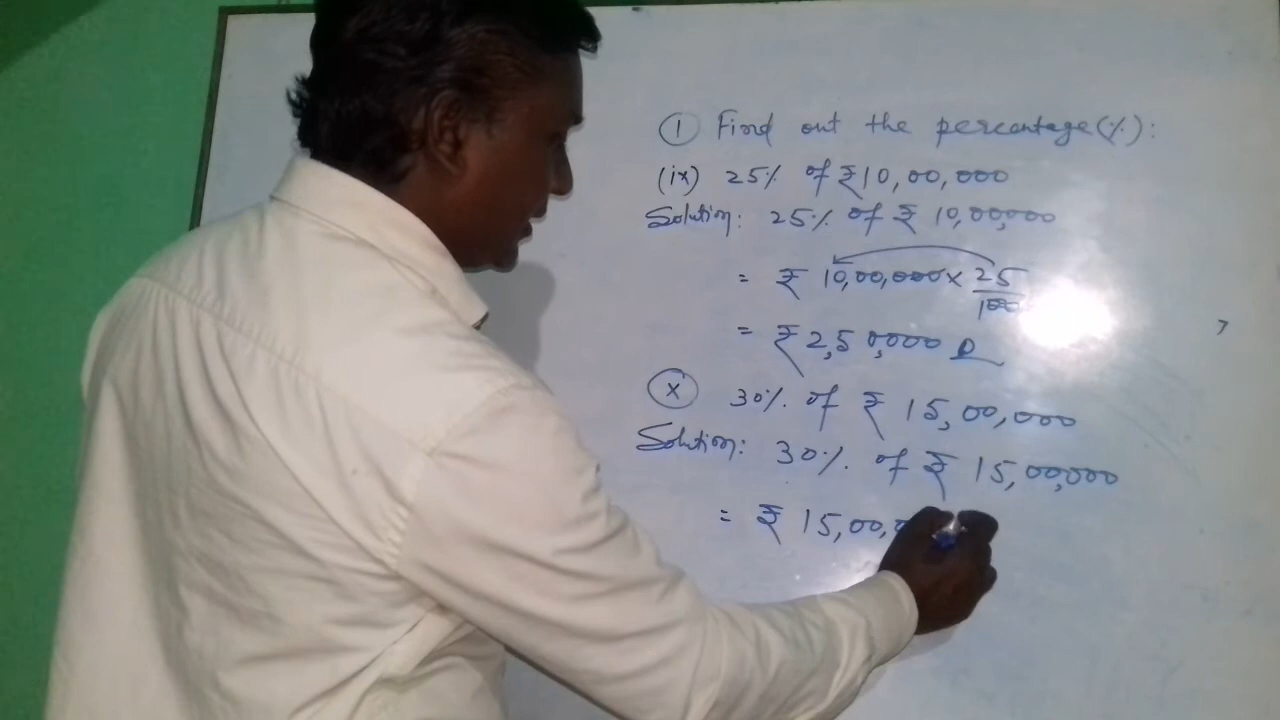 ① Find out the percentage(%):
(ix) 25% of ₹10,00,000
Solution: 25% of ₹ 10,00,000
= ₹ 10,00,000 × 25/100
= ₹ 2,50,000
ⓧ 30% of ₹ 15,00,000
Solution: 30% of ₹ 15,00,000
= ₹ 15,00,0